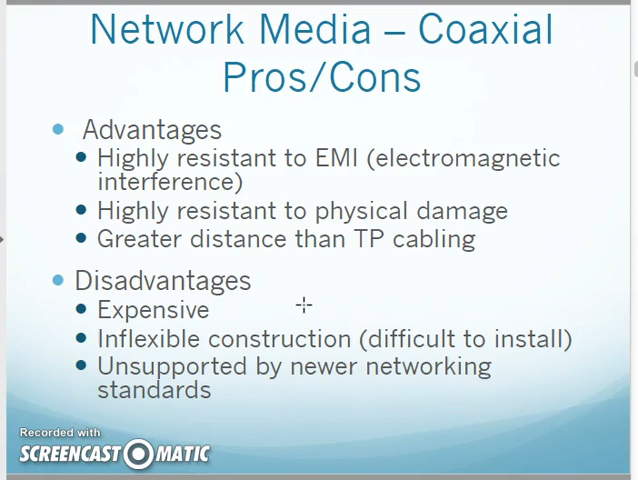 Network Media – Coaxial
Pros/Cons
Advantages
Highly resistant to EMI (electromagnetic
interference)
Highly resistant to physical damage
Greater distance than TP cabling
Disadvantages
Expensive
Inflexible construction (difficult to install)
Unsupported by newer networking
standards
Recorded with
SCREENCAST MATIC